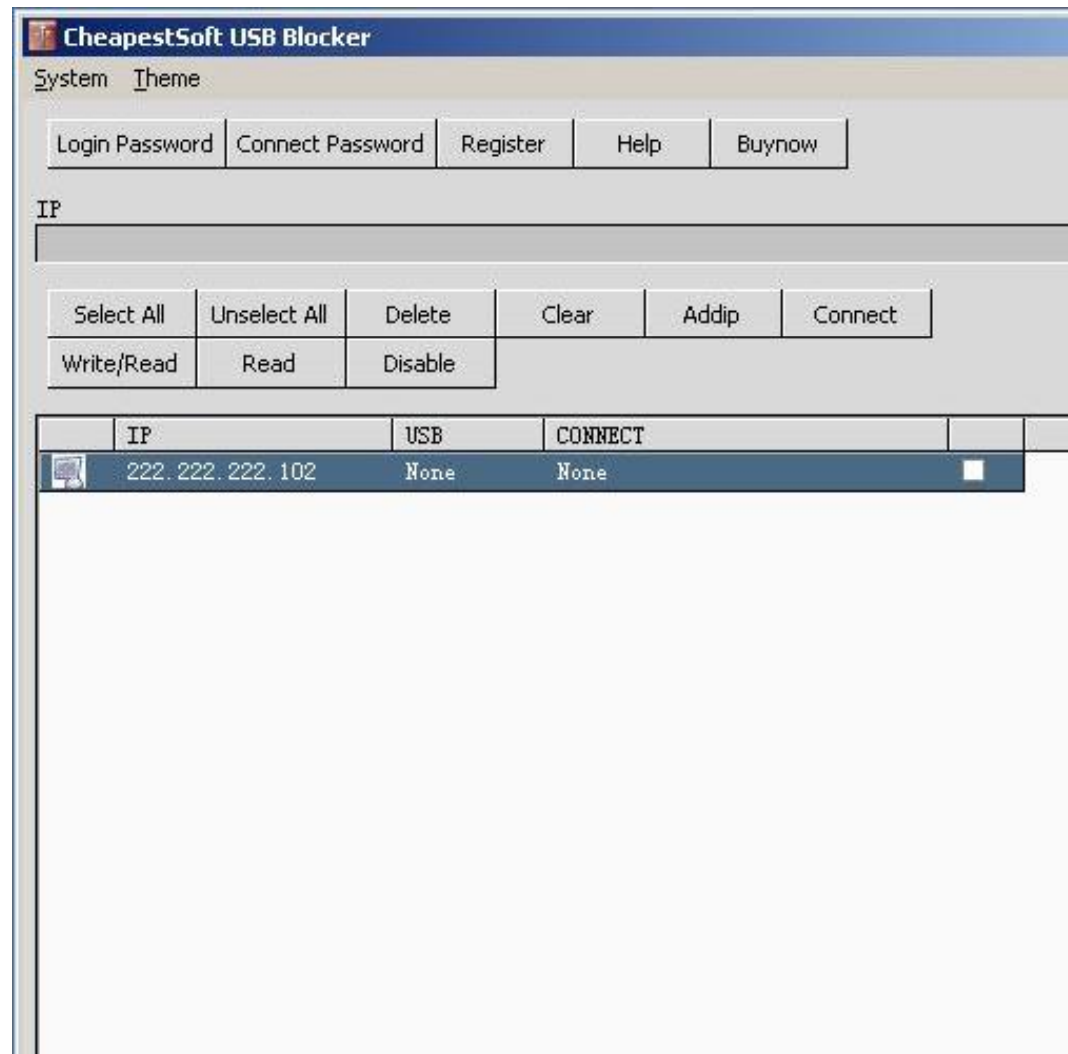 CheapestSoft USB Blocker
System Theme
Login Password Connect Password Register Help Buynow
IP
Select All Unselect All Delete Clear Addip Connect
Write/Read Read Disable
IP USB CONNECT
222.222.222.102 None None